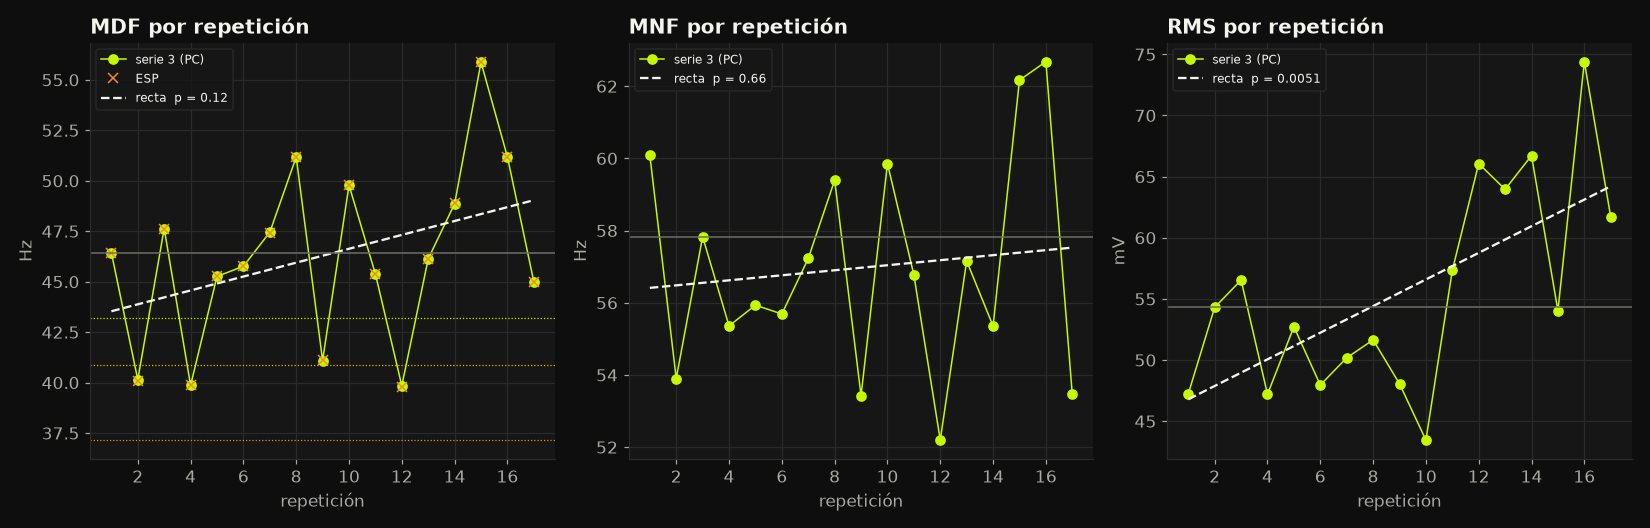 MDF por repetición
serie 3 (PC)
ESP
recta p = 0.12
55.0
52.5
50.0
47.5
45.0
42.5
40.0
37.5
Hz
2 4 6 8 10 12 14 16
repetición
MNF por repetición
serie 3 (PC)
recta p = 0.66
62
60
58
56
54
52
Hz
2 4 6 8 10 12 14 16
repetición
RMS por repetición
serie 3 (PC)
recta p = 0.0051
75
70
65
60
55
50
45
mV
2 4 6 8 10 12 14 16
repetición